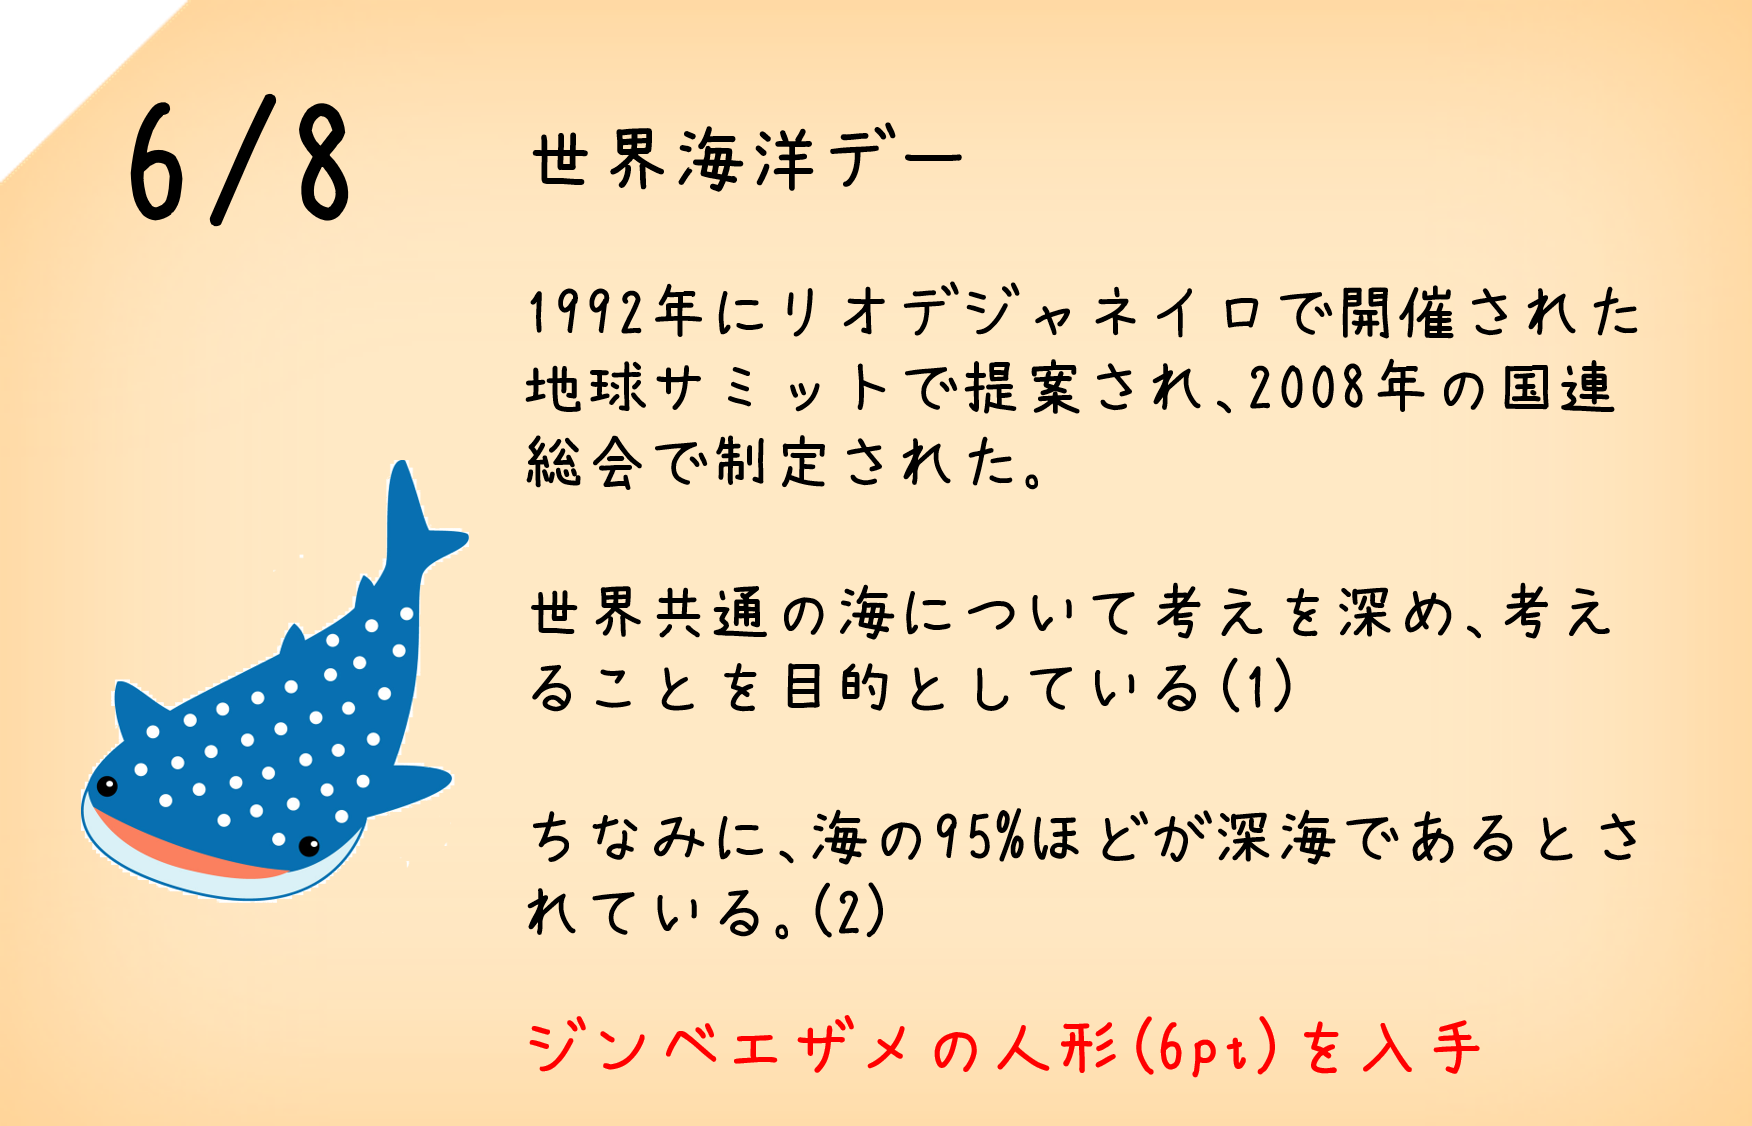 6/8
世界海洋デー
1992年にリオデジャネイロで開催された
地球サミットで提案され、2008年の国連
総会で制定された。
世界共通の海について考えを深め、考え
ることを目的としている(1)
ちなみに、海の95%ほどが深海であるとさ
れている。(2)
ジンベエザメの人形(6pt)を入手